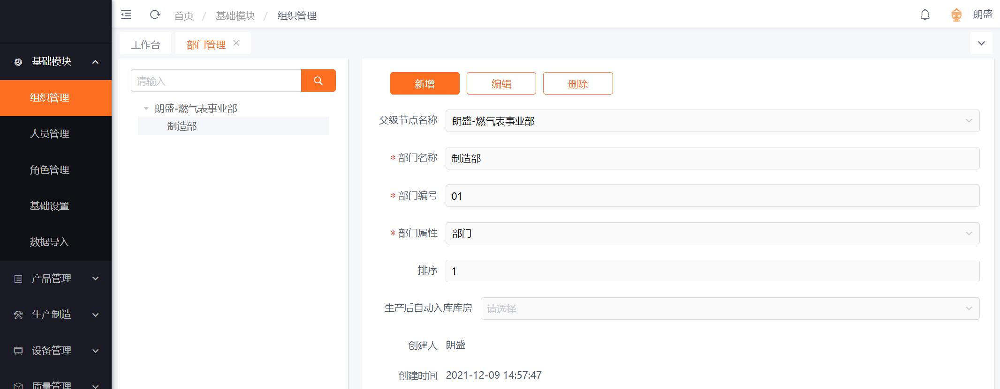 首页 / 基础模块 / 组织管理
朗盛
工作台
部门管理
基础模块
组织管理
人员管理
角色管理
基础设置
数据导入
产品管理
生产制造
设备管理
质量管理
请输入
朗盛-燃气表事业部
制造部
新增 编辑 删除
父级节点名称 朗盛-燃气表事业部
* 部门名称 制造部
* 部门编号 01
* 部门属性 部门
排序 1
生产后自动入库库房 请选择
创建人 朗盛
创建时间 2021-12-09 14:57:47